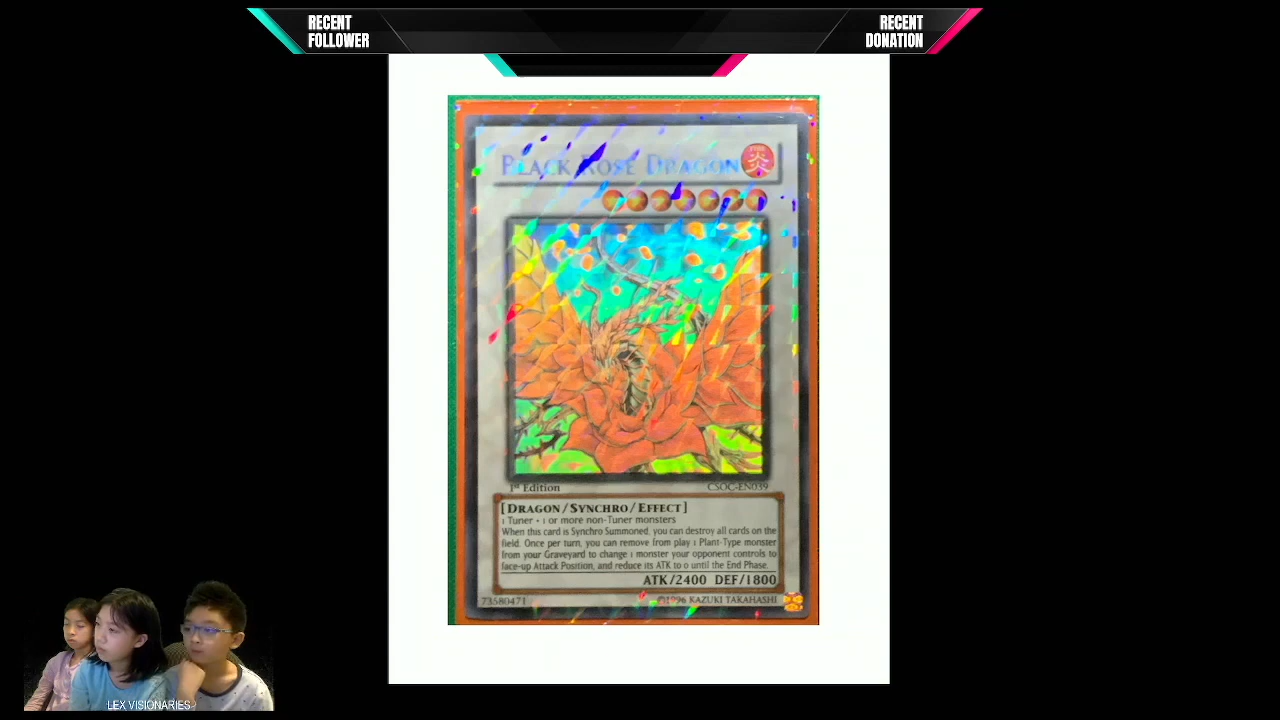 RECENT
FOLLOWER
RECENT
DONATION
BLACK ROSE DRAGON
炎
1st Edition
CSOC-EN039
[DRAGON/SYNCHRO/EFFECT]
1 Tuner + 1 or more non-Tuner monsters
When this card is Synchro Summoned, you can destroy all cards on the
field. Once per turn, you can remove from play 1 Plant-Type monster
from your Graveyard to change 1 monster your opponent controls to
face-up Attack Position, and reduce its ATK to 0 until the End Phase.
ATK/2400 DEF/1800
73580471
©1996 KAZUKI TAKAHASHI
LEX VISIONARIES